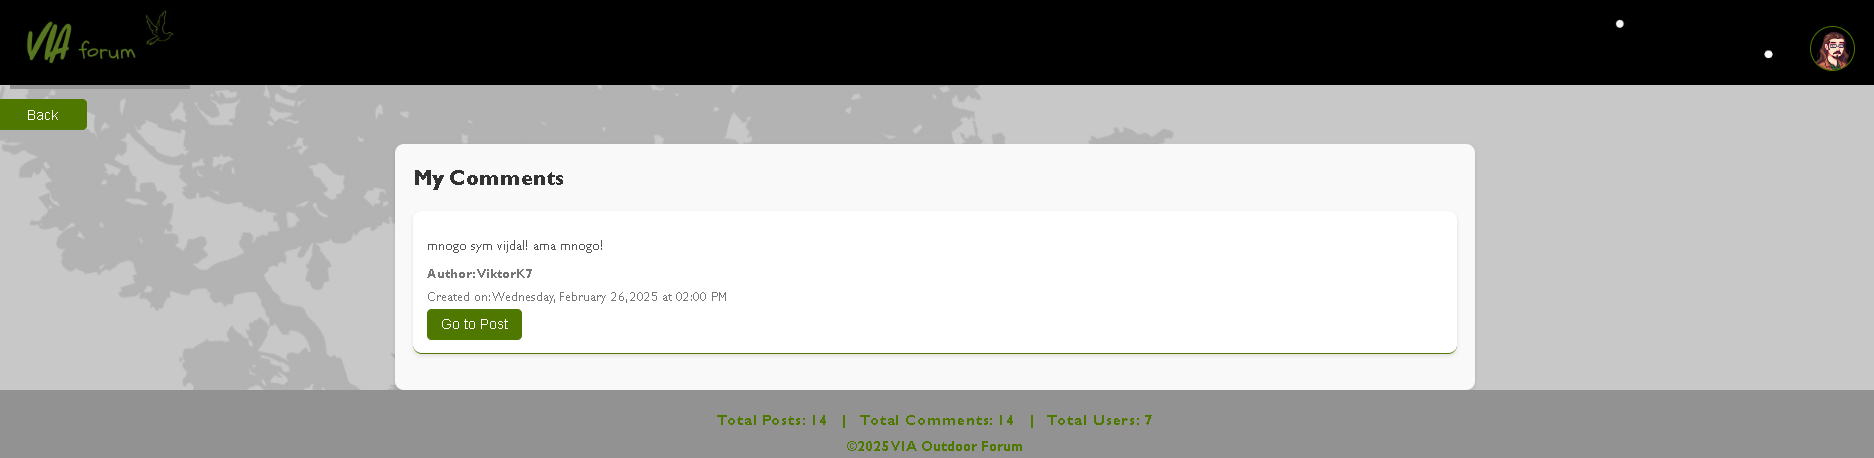 VIA forum
Back
My Comments
mnogo sym vijdal! ama mnogo!
Author: ViktorK7
Created on: Wednesday, February 26, 2025 at 02:00 PM
Go to Post
Total Posts: 14 | Total Comments: 14 | Total Users: 7
©2025 VIA Outdoor Forum